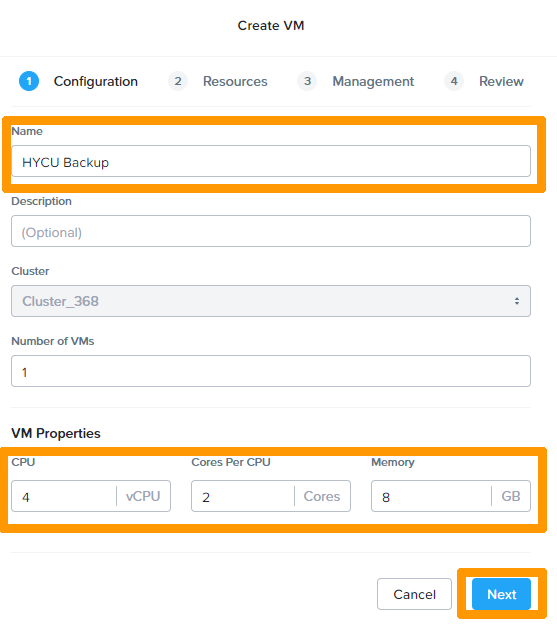 Create VM
1 Configuration 2 Resources 3 Management 4 Review
Name
HYCU Backup
Description
(Optional)
Cluster
Cluster_368
Number of VMs
1
VM Properties
CPU Cores Per CPU Memory
4 vCPU 2 Cores 8 GB
Cancel Next